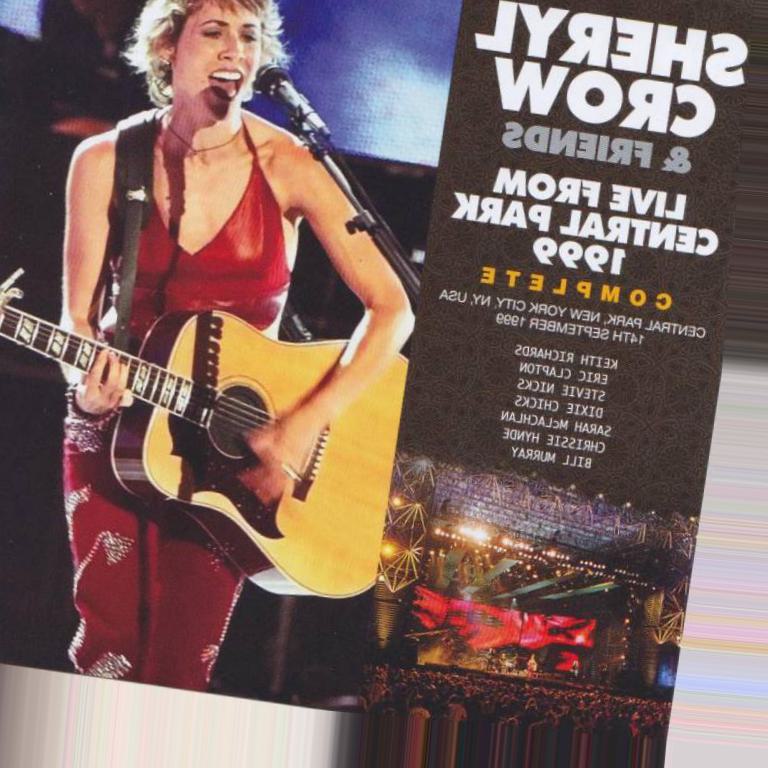 SHERYL
CROW
& FRIENDS
LIVE FROM
CENTRAL PARK
1999
COMPLETE
CENTRAL PARK, NEW YORK CITY, NY, USA
14TH SEPTEMBER 1999
KEITH RICHARDS
ERIC CLAPTON
STEVIE NICKS
DIXIE CHICKS
SARAH McLACHLAN
CHRISSIE HYNDE
BILL MURRAY